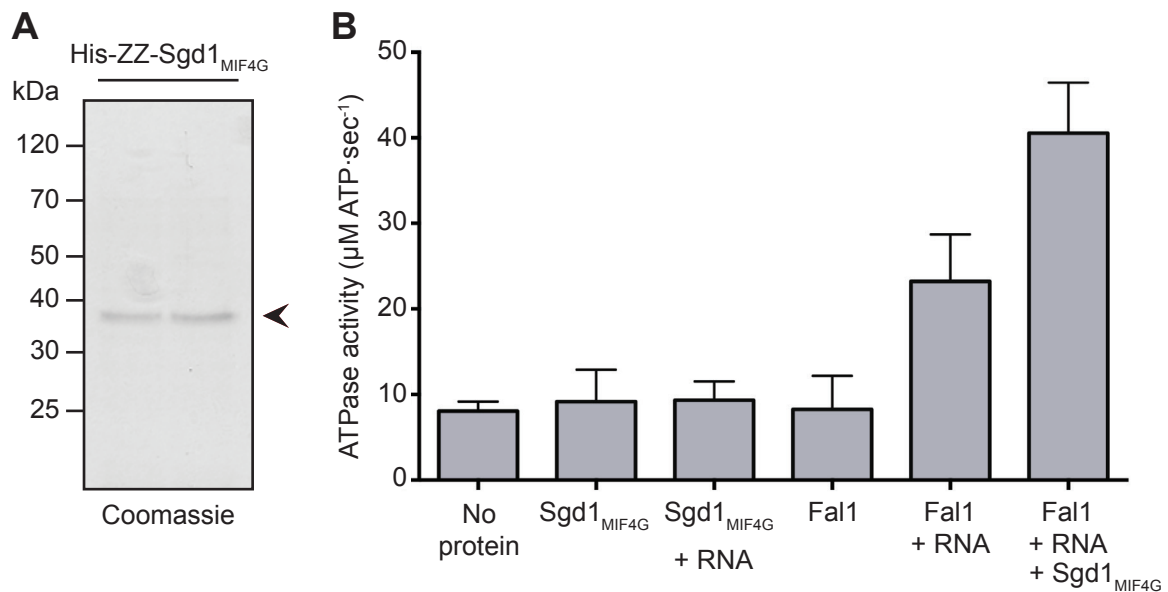 A
His-ZZ-Sgd1MIF4G
kDa
120
70
50
40
30
25
Coomassie
B
ATPase activity (µM ATP·sec-1)
50
40
30
20
10
0
No
protein
Sgd1MIF4G
Sgd1MIF4G
+ RNA
Fal1
Fal1
+ RNA
Fal1
+ RNA
+ Sgd1MIF4G